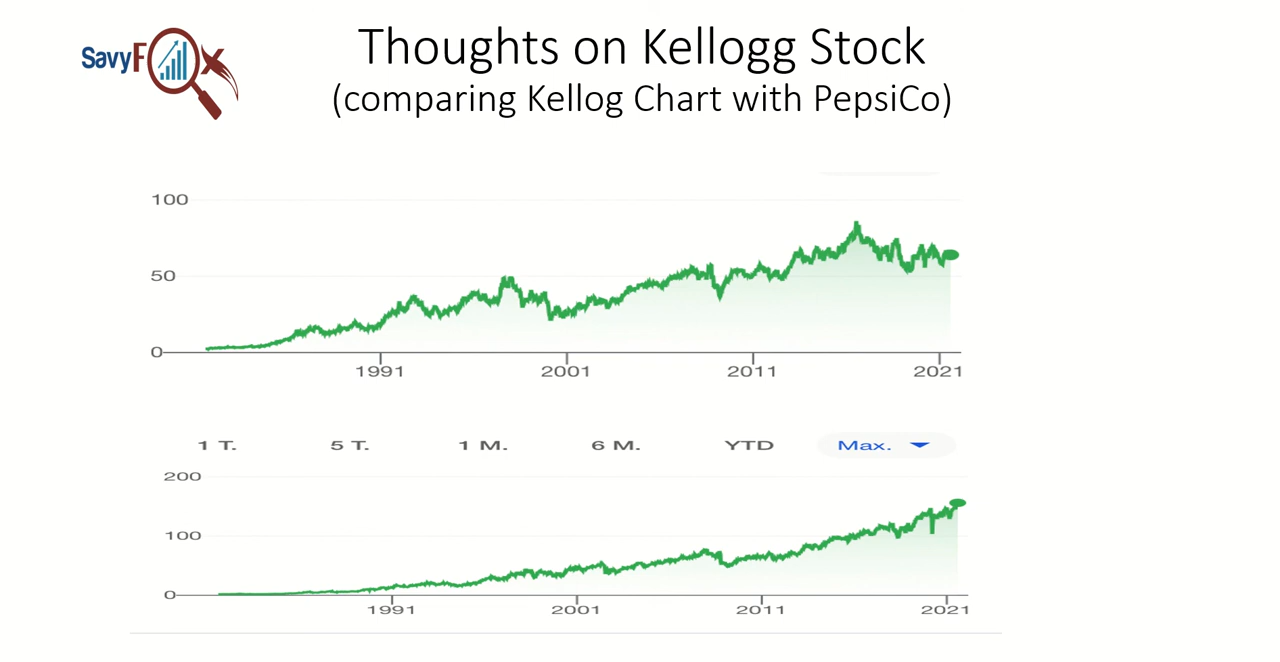 SavyFox
Thoughts on Kellogg Stock
(comparing Kellog Chart with PepsiCo)
100
50
0
1991 2001 2011 2021
1 T. 5 T. 1 M. 6 M. YTD Max.
200
100
0
1991 2001 2011 2021